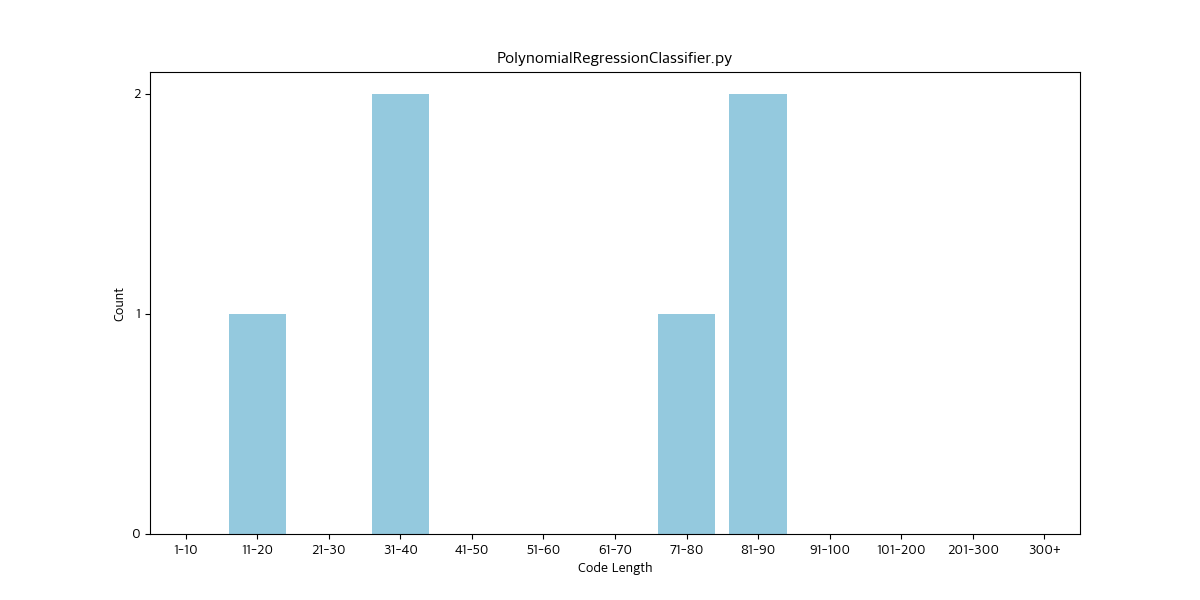 PolynomialRegressionClassifier.py
2
1
0
Count
1-10 11-20 21-30 31-40 41-50 51-60 61-70 71-80 81-90 91-100 101-200 201-300 300+
Code Length